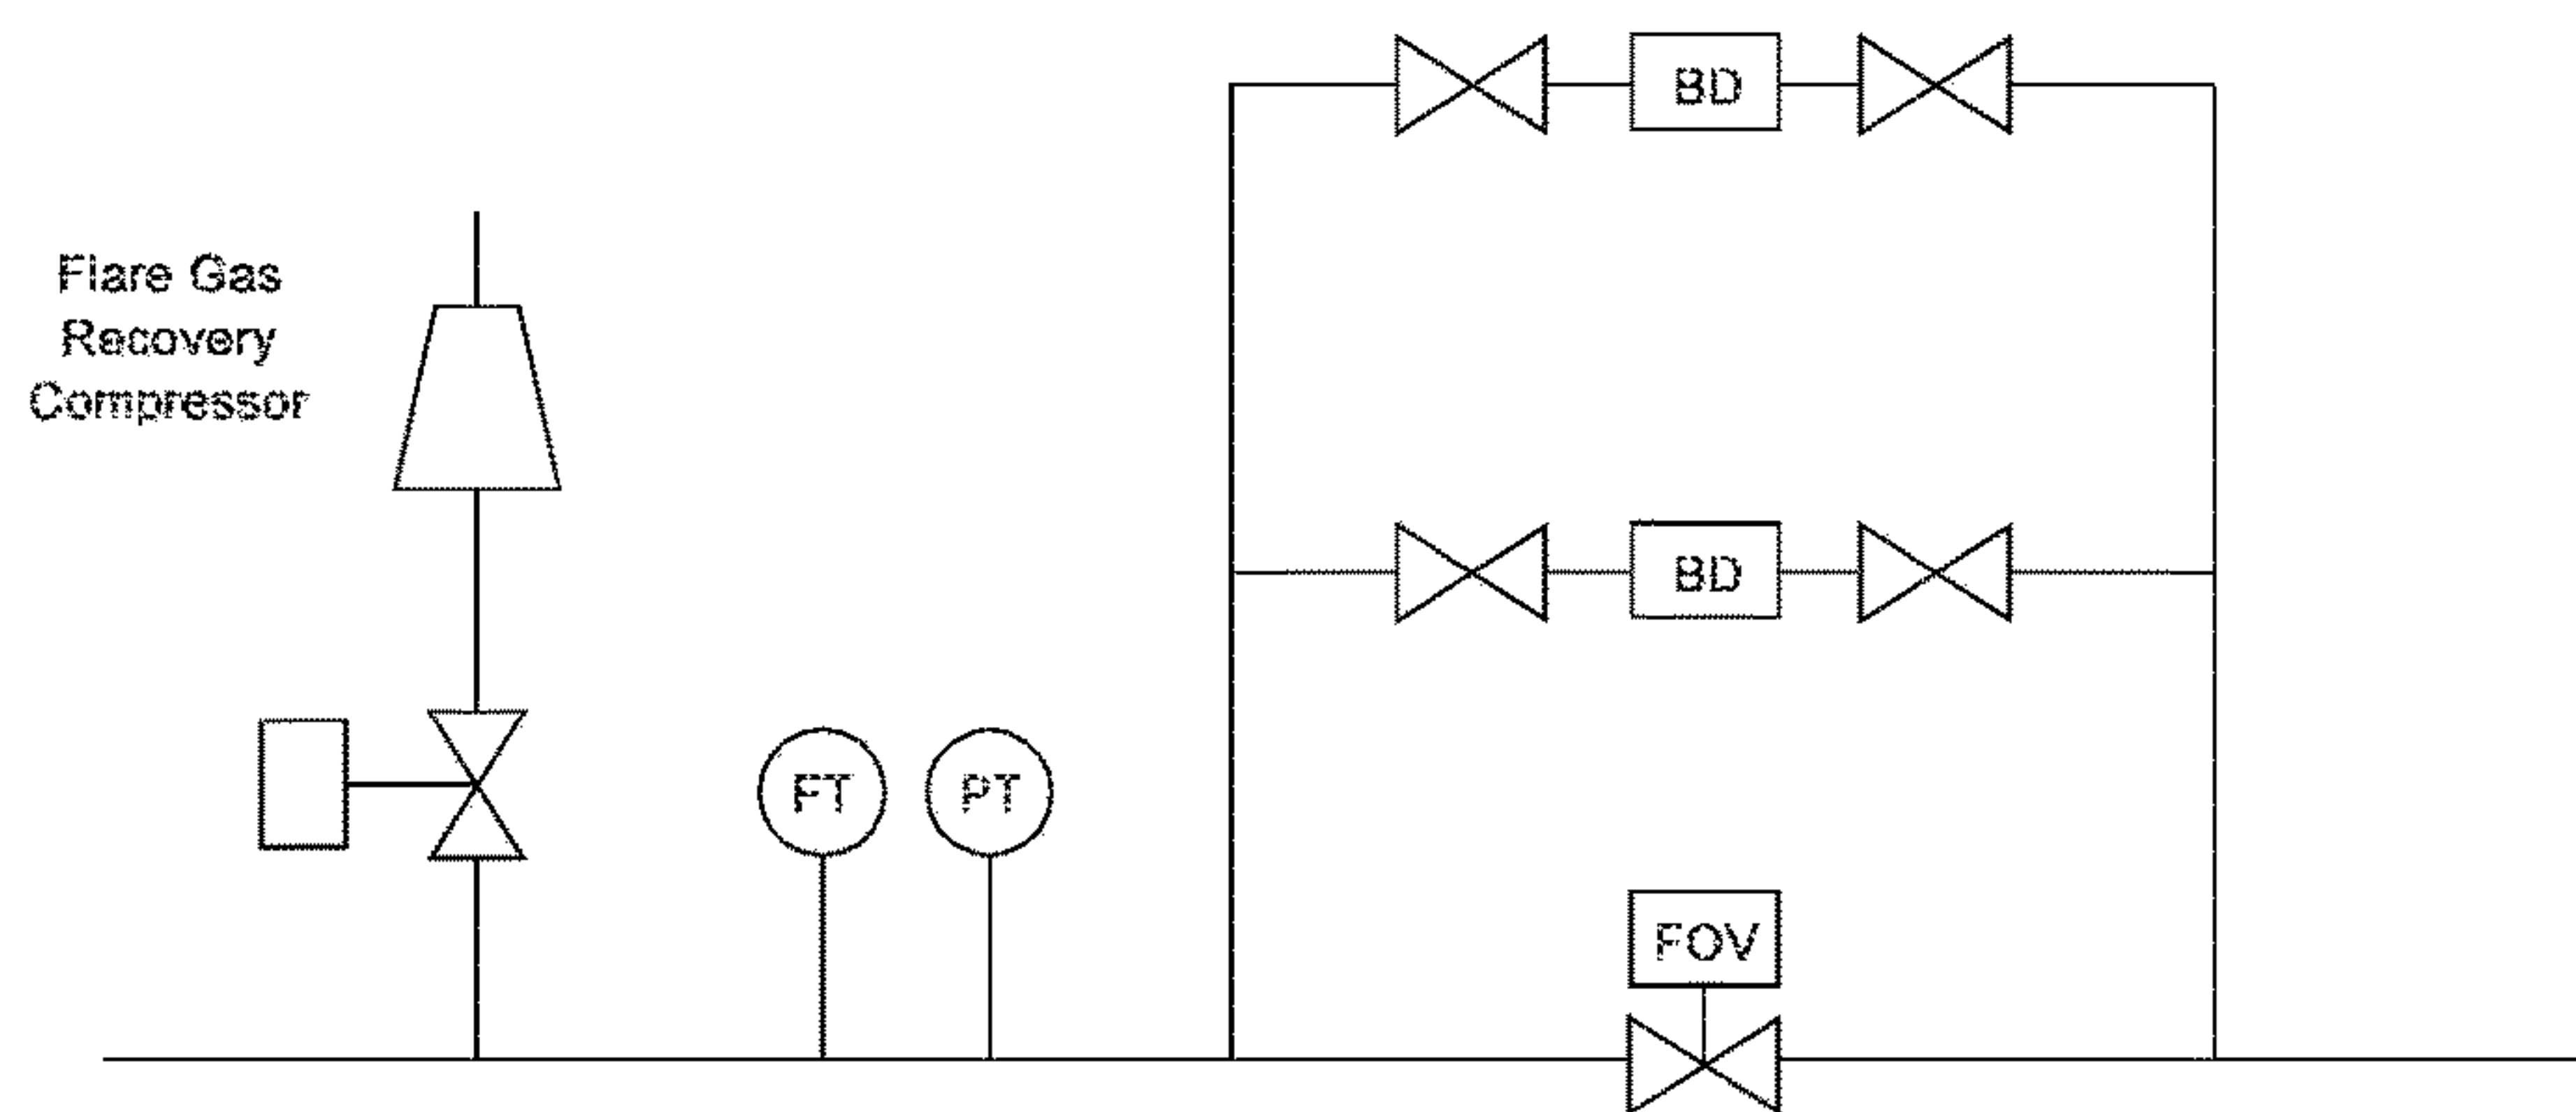 BD
Flare Gas
Recovery
Compressor
BD
FT
PT
FOV